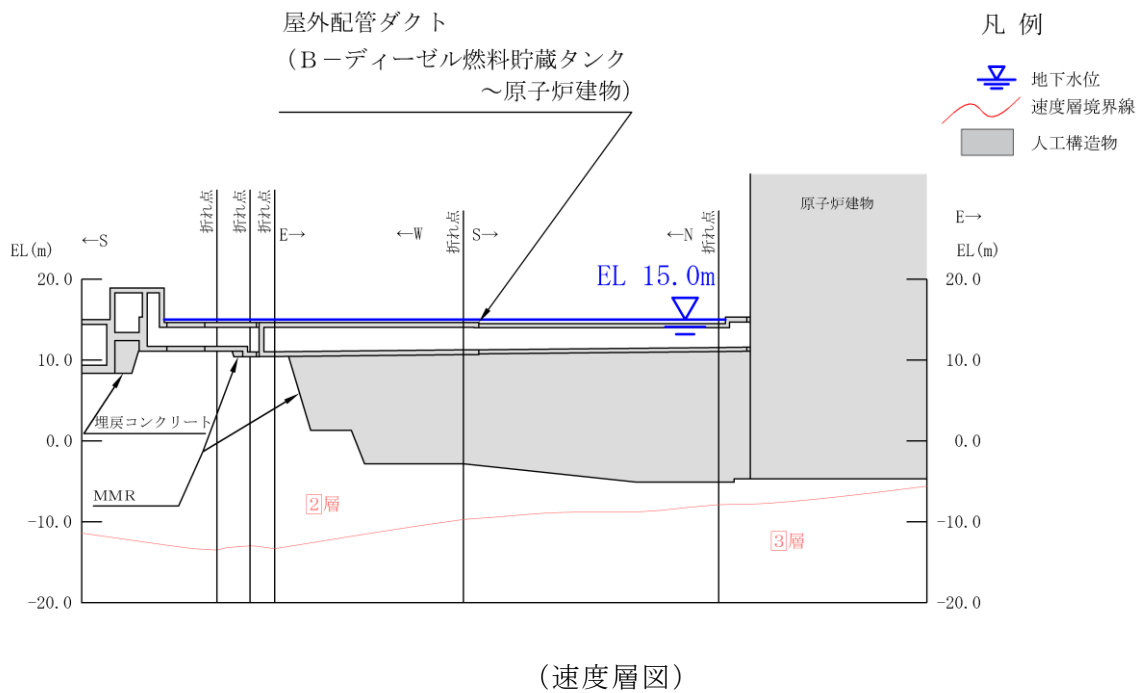 屋外配管ダクト
（Ｂ－ディーゼル燃料貯蔵タンク
～原子炉建物）
凡 例
地下水位
速度層境界線
人工構造物
原子炉建物
折れ点
折れ点
折れ点
折れ点
折れ点
←S
E→
←W
S→
←N
E→
EL(m)
EL(m)
EL 15.0m
20.0
10.0
0.0
-10.0
-20.0
20.0
10.0
0.0
-10.0
-20.0
埋戻コンクリート
ＭＭＲ
2層
3層
（速度層図）